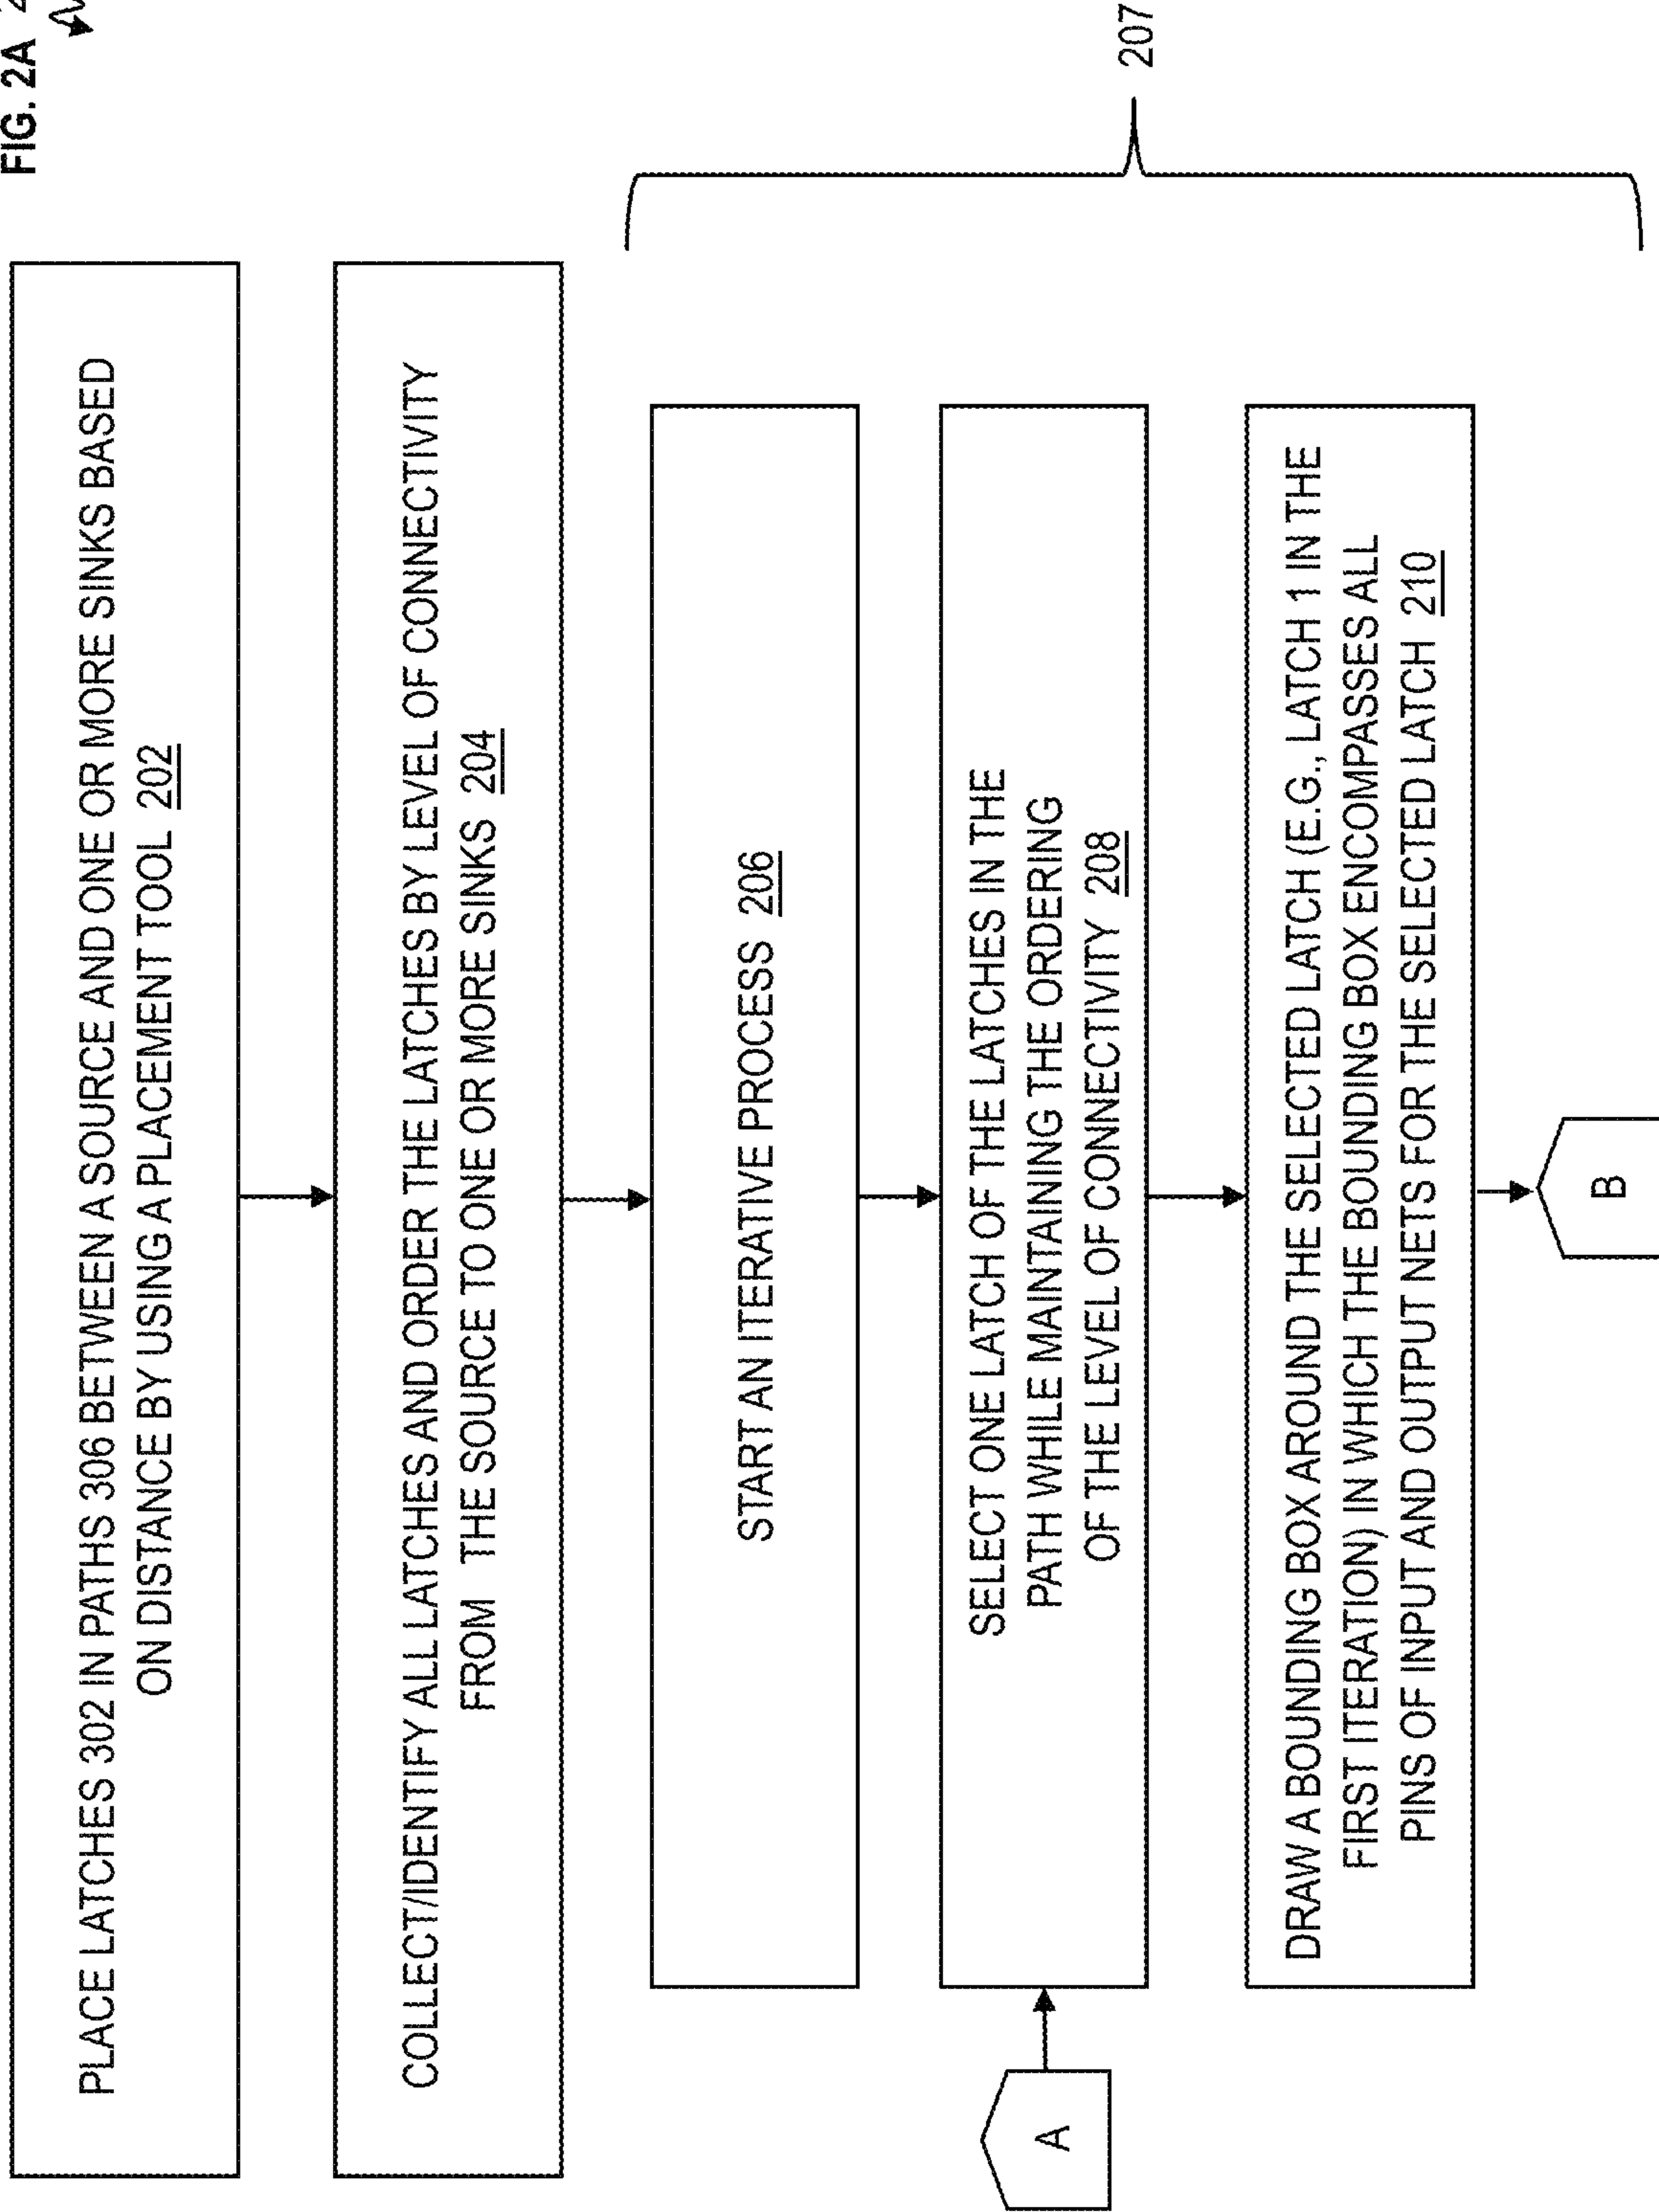 FIG. 2A
PLACE LATCHES 302 IN PATHS 306 BETWEEN A SOURCE AND ONE OR MORE SINKS BASED
ON DISTANCE BY USING A PLACEMENT TOOL 202
COLLECT/IDENTIFY ALL LATCHES AND ORDER THE LATCHES BY LEVEL OF CONNECTIVITY
FROM THE SOURCE TO ONE OR MORE SINKS 204
START AN ITERATIVE PROCESS 206
207
A
SELECT ONE LATCH OF THE LATCHES IN THE
PATH WHILE MAINTAINING THE ORDERING
OF THE LEVEL OF CONNECTIVITY 208
DRAW A BOUNDING BOX AROUND THE SELECTED LATCH (E.G., LATCH 1 IN THE
FIRST ITERATION) IN WHICH THE BOUNDING BOX ENCOMPASSES ALL
PINS OF INPUT AND OUTPUT NETS FOR THE SELECTED LATCH 210
B